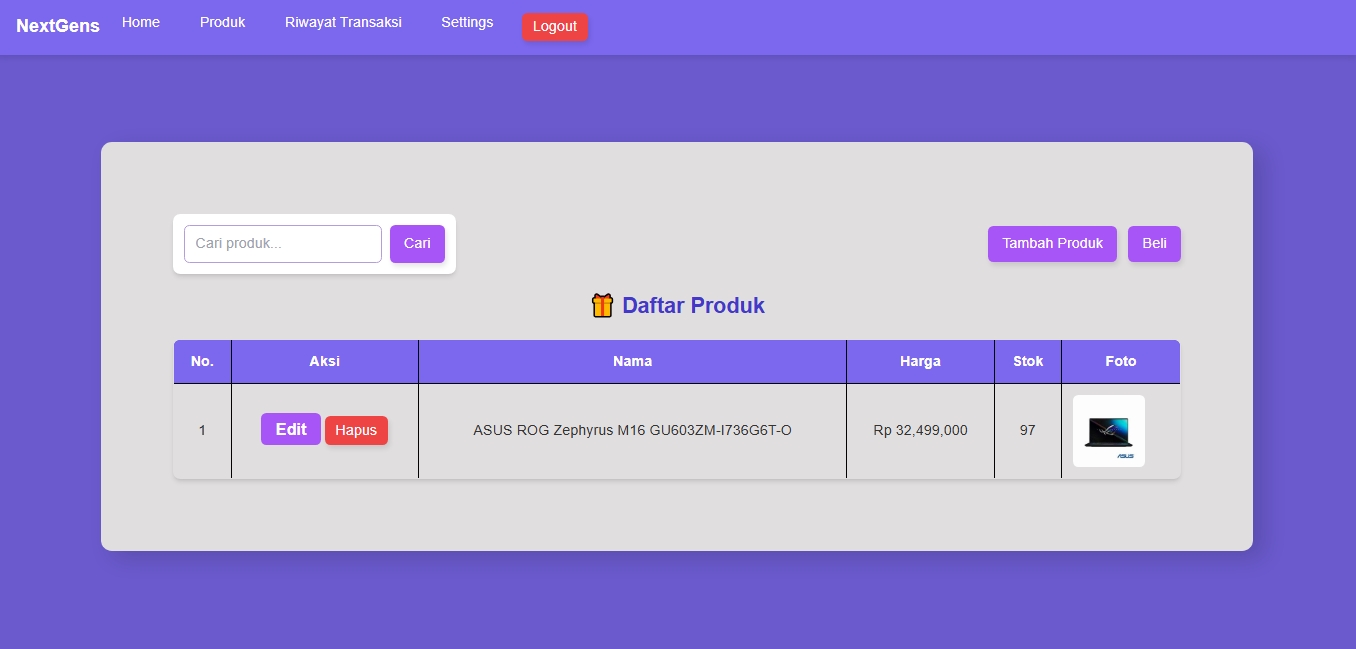 NextGens Home Produk Riwayat Transaksi Settings Logout
Cari produk... Cari Tambah Produk Beli
Daftar Produk
No. Aksi Nama Harga Stok Foto
1 Edit Hapus ASUS ROG Zephyrus M16 GU603ZM-I736G6T-O Rp 32,499,000 97
ASUS